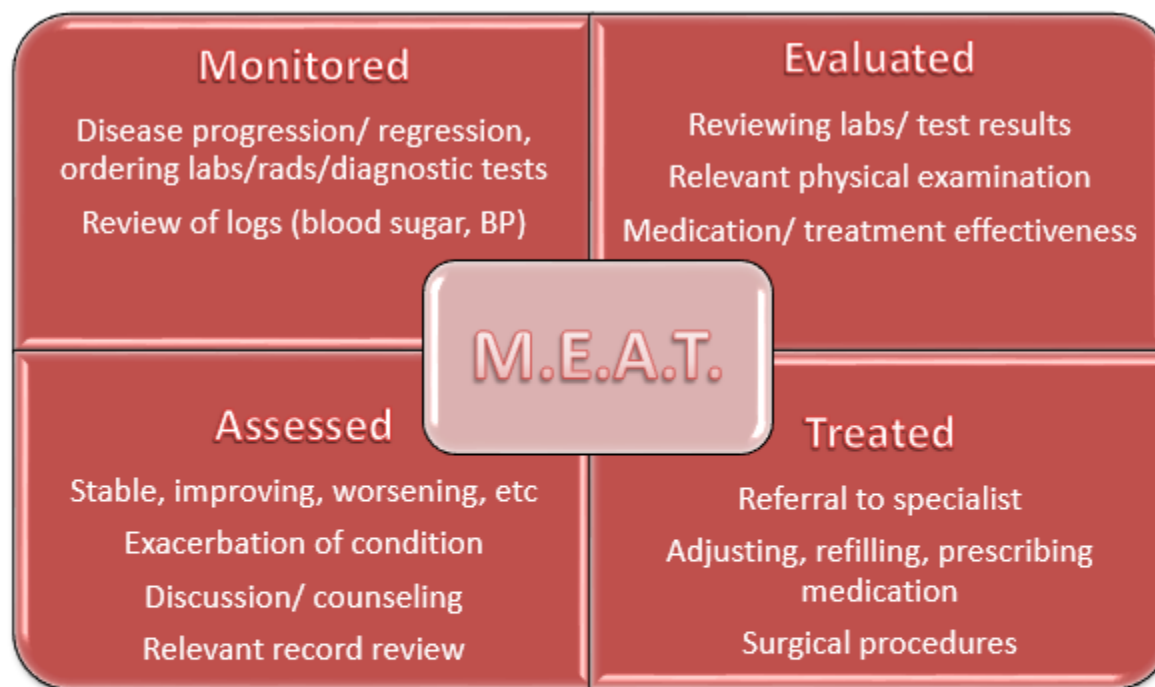 Monitored
Disease progression/ regression,
ordering labs/rads/diagnostic tests
Review of logs (blood sugar, BP)
Evaluated
Reviewing labs/ test results
Relevant physical examination
Medication/ treatment effectiveness
M.E.A.T.
Assessed
Stable, improving, worsening, etc
Exacerbation of condition
Discussion/ counseling
Relevant record review
Treated
Referral to specialist
Adjusting, refilling, prescribing
medication
Surgical procedures